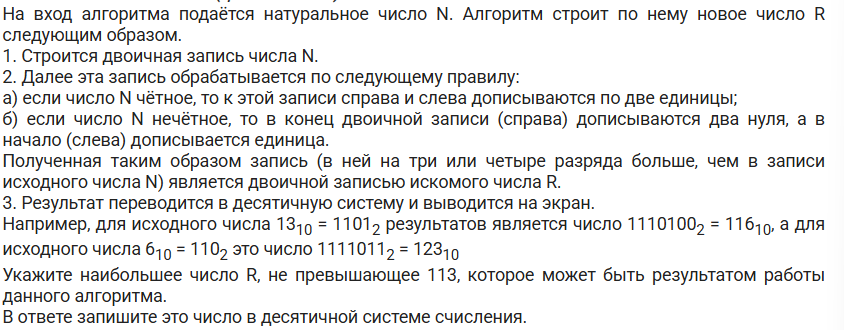 На вход алгоритма подаётся натуральное число N. Алгоритм строит по нему новое число R
следующим образом.
1. Строится двоичная запись числа N.
2. Далее эта запись обрабатывается по следующему правилу:
а) если число N чётное, то к этой записи справа и слева дописываются по две единицы;
б) если число N нечётное, то в конец двоичной записи (справа) дописываются два нуля, а в
начало (слева) дописывается единица.
Полученная таким образом запись (в ней на три или четыре разряда больше, чем в записи
исходного числа N) является двоичной записью искомого числа R.
3. Результат переводится в десятичную систему и выводится на экран.
Например, для исходного числа 13₁₀ = 1101₂ результатов является число 1110100₂ = 116₁₀, а для
исходного числа 6₁₀ = 110₂ это число 1111011₂ = 123₁₀
Укажите наибольшее число R, не превышающее 113, которое может быть результатом работы
данного алгоритма.
В ответе запишите это число в десятичной системе счисления.